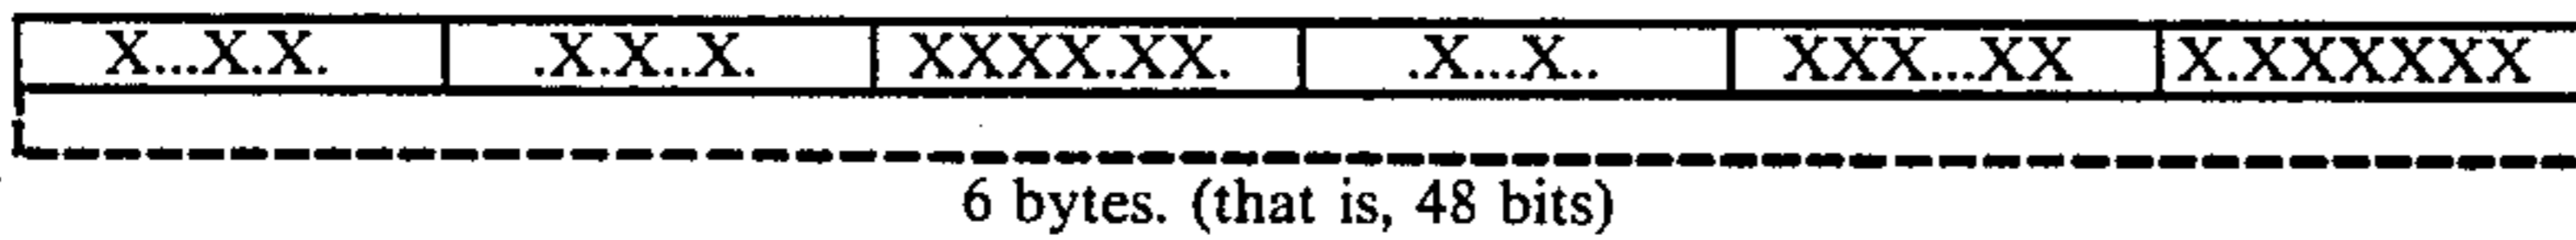 X...X.X. .X.X..X. XXXX.XX. .X...X.. XXX...XX X.XXXXXX
6 bytes. (that is, 48 bits)